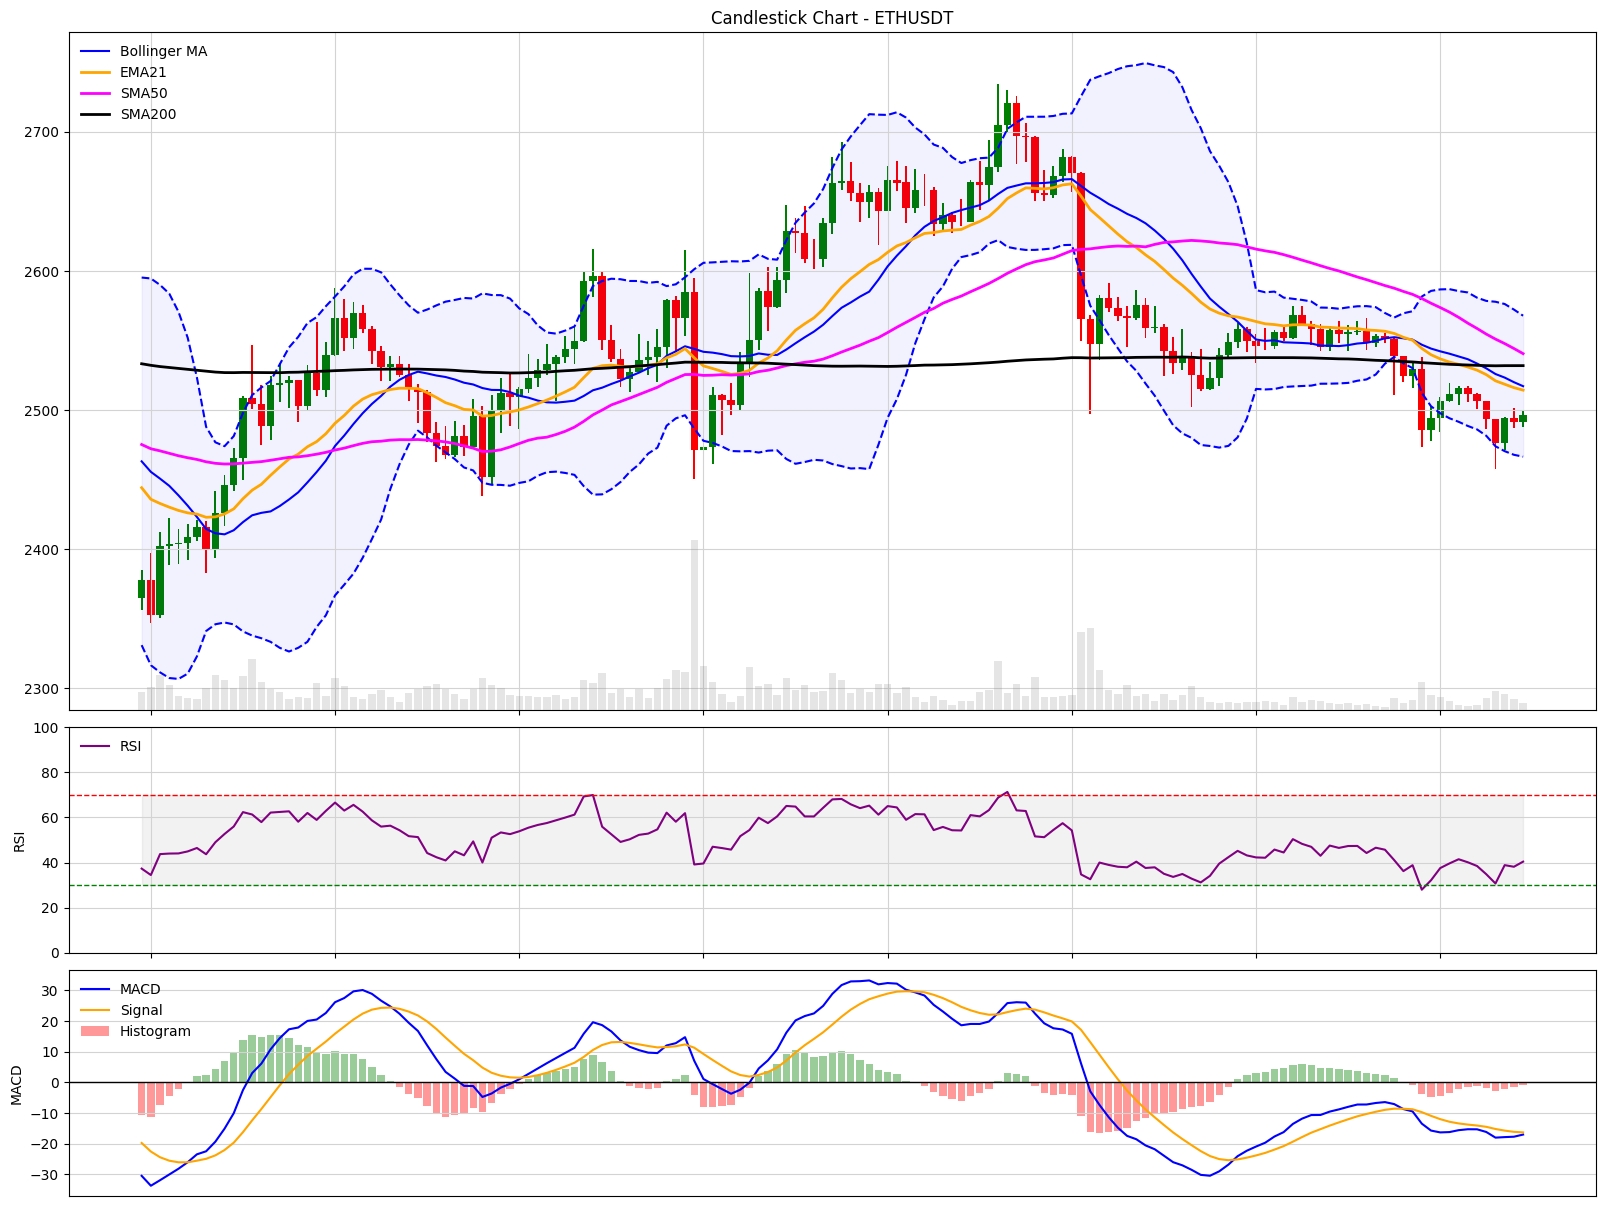 Candlestick Chart - ETHUSDT
Bollinger MA
EMA21
SMA50
SMA200
2700
2600
2500
2400
2300
RSI
100
80
60
40
20
0
RSI
MACD
Signal
Histogram
30
20
10
0
−10
−20
−30
MACD